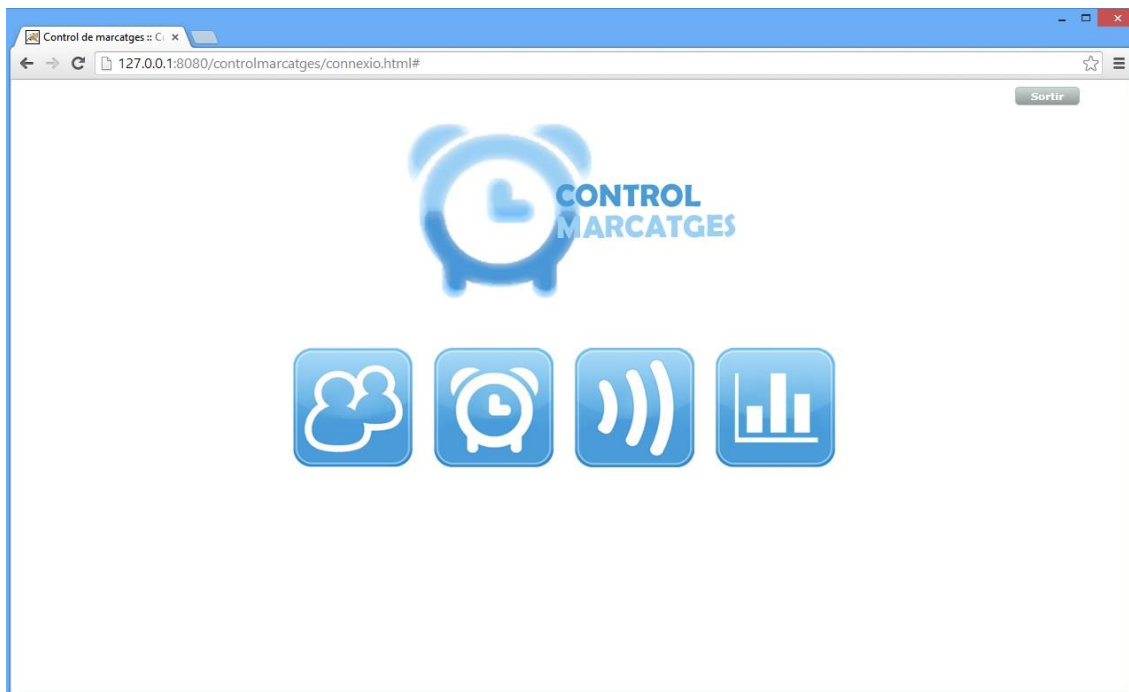 Control de marcatges :: C
127.0.0.1:8080/controlmarcatges/connexio.html#
Sortir
CONTROL
MARCATGES